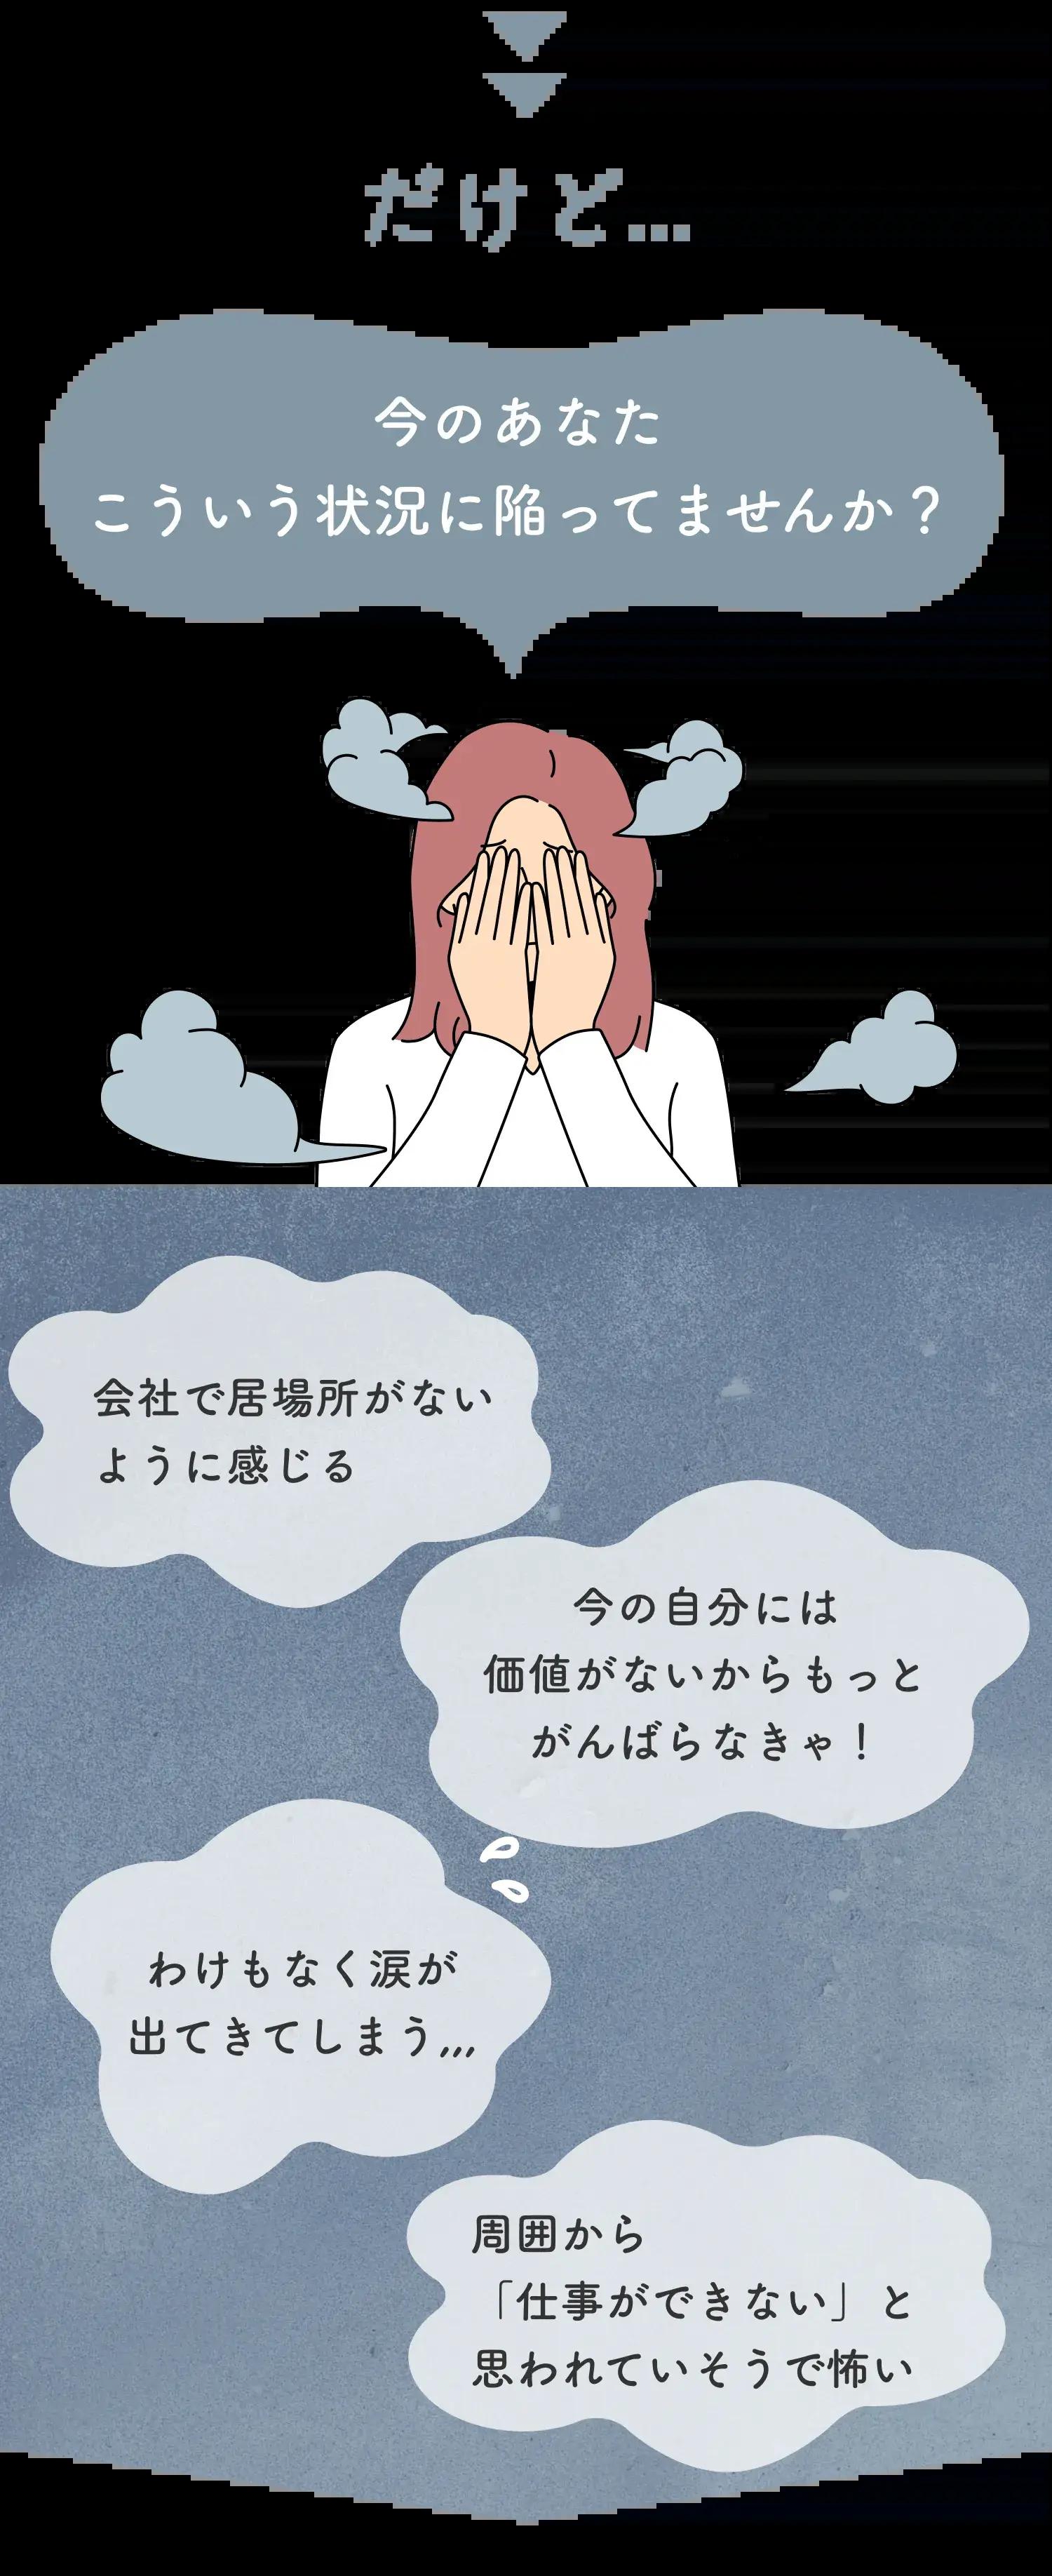 だけど…
今のあなた
こういう状況に陥ってませんか？
会社で居場所がない
ように感じる
今の自分には
価値がないからもっと
がんばらなきゃ！
わけもなく涙が
出てきてしまう,,,
周囲から
「仕事ができない」と
思われていそうで怖い